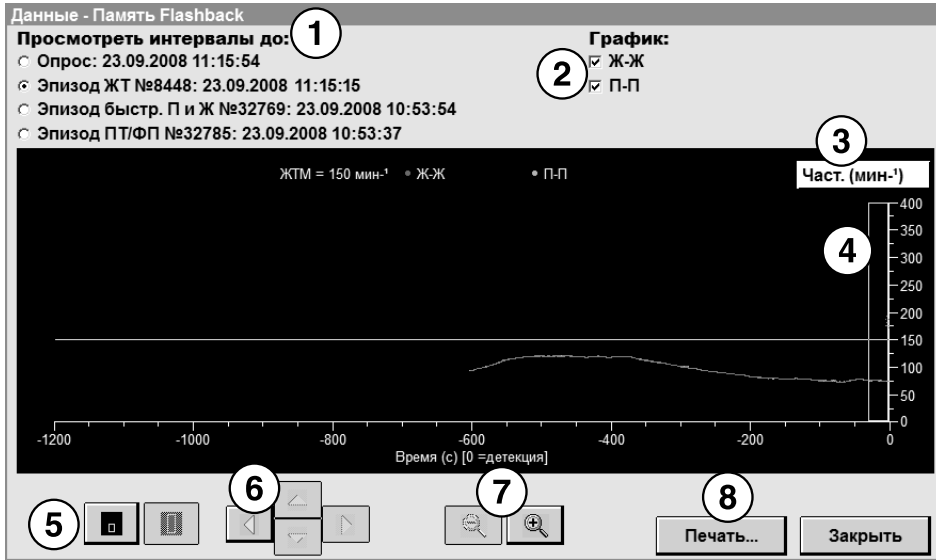 Данные - Память Flashback
Просмотреть интервалы до: 1
График:
Опрос: 23.09.2008 11:15:54
2 Ж-Ж
Эпизод ЖТ №8448: 23.09.2008 11:15:15
П-П
Эпизод быстр. П и Ж №32769: 23.09.2008 10:53:54
Эпизод ПТ/ФП №32785: 23.09.2008 10:53:37
3
ЖТМ = 150 мин-¹ Ж-Ж П-П Част. (мин-¹)
400
350
4
300
250
200
150
100
50
0
-1200 -1000 -800 -600 -400 -200 0
Время (с) [0 =детекция]
5 6 7 8
Печать... Закрыть